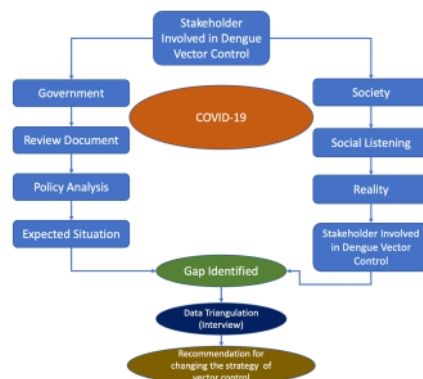 Stakeholder
Involved in Dengue
Vector Control
Government
Society
COVID-19
Review Document
Social Listening
Policy Analysis
Reality
Expected Situation
Stakeholder Involved
in Dengue Vector
Control
Gap Identified
Data Triangulation
(Interview)
Recommendation for
changing the strategy of
vector control